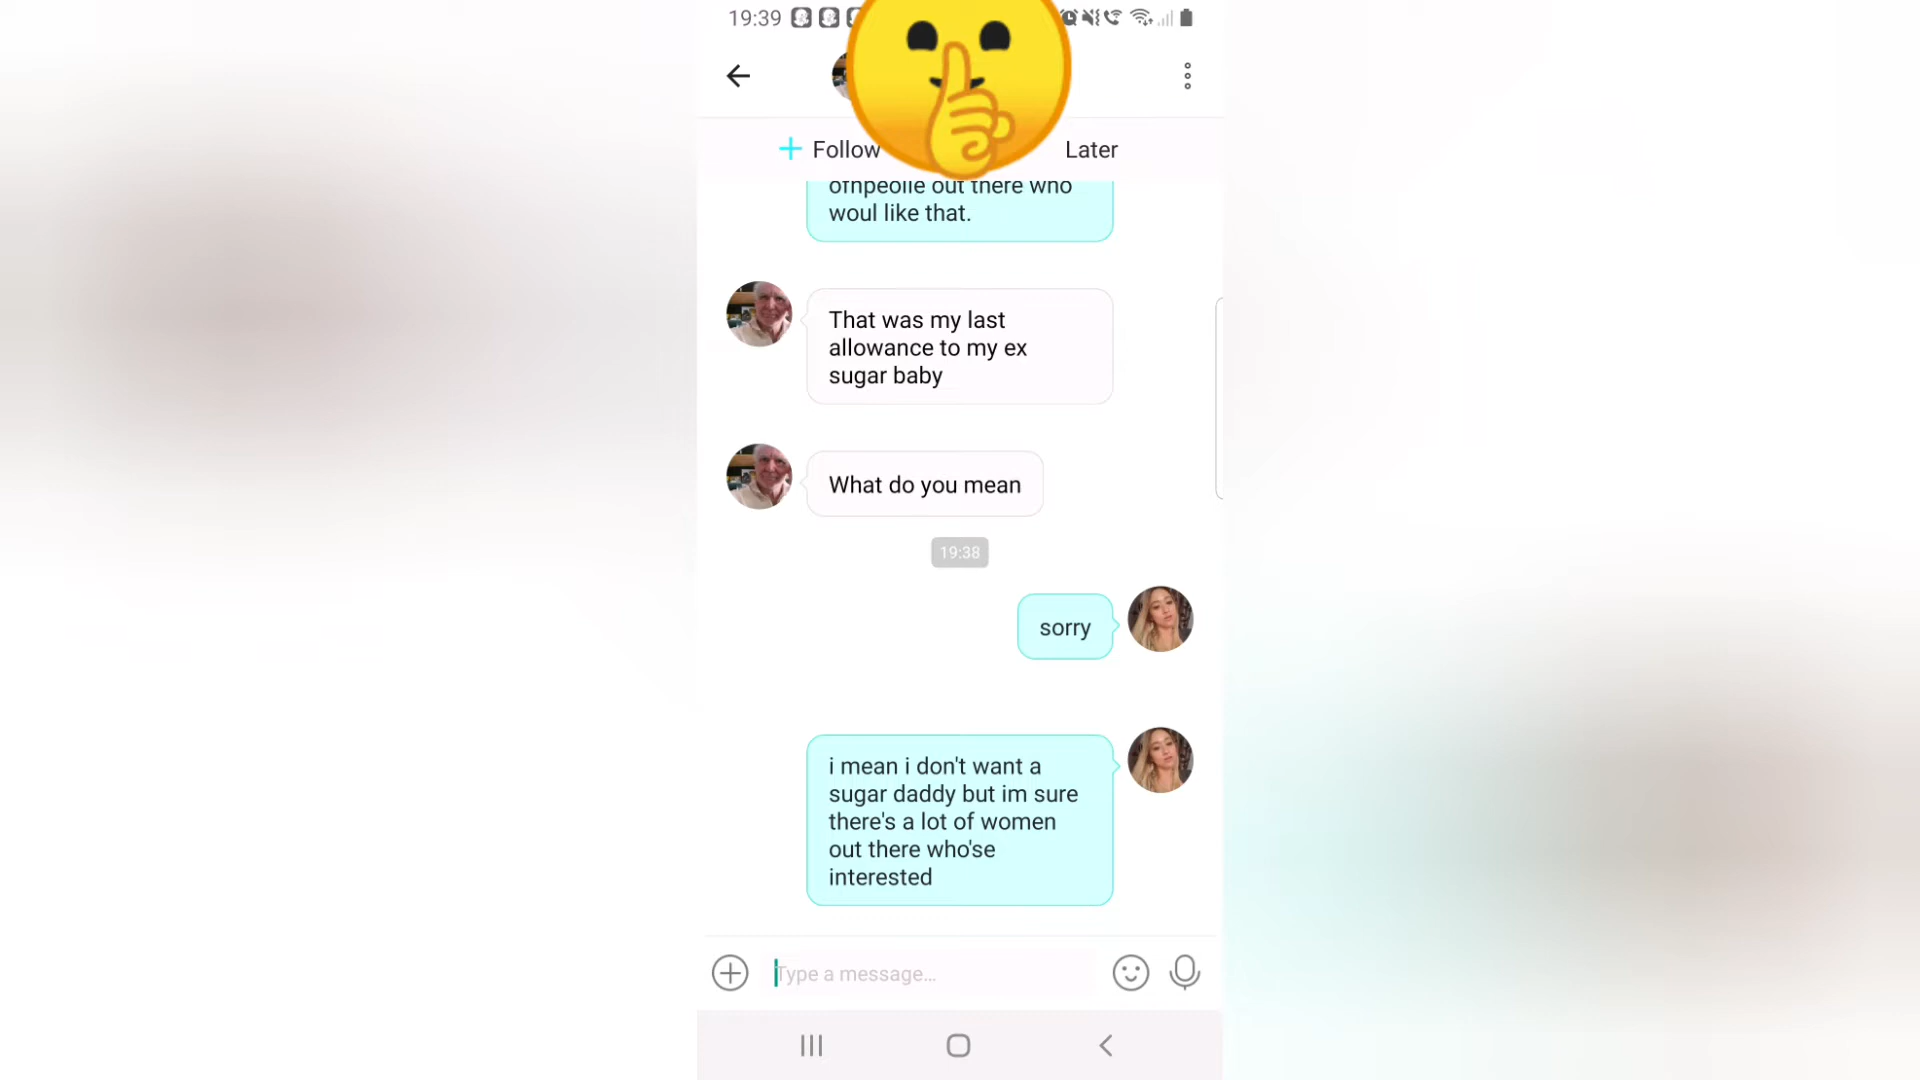 19:39
+ Follow
Later
ofnpeolle out there who
woul like that.
That was my last
allowance to my ex
sugar baby
What do you mean
19:38
sorry
i mean i don't want a
sugar daddy but im sure
there's a lot of women
out there who'se
interested
Type a message...